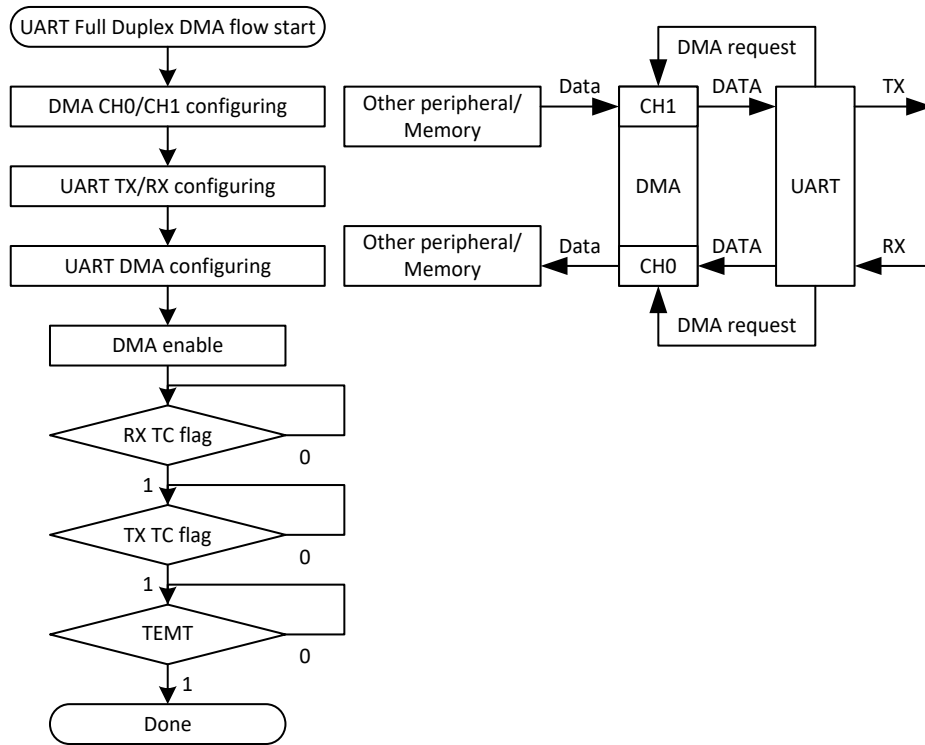 UART Full Duplex DMA flow start
DMA CH0/CH1 configuring
UART TX/RX configuring
UART DMA configuring
DMA enable
RX TC flag
0
1
TX TC flag
0
1
TEMT
0
1
Done
DMA request
Data
DATA
TX
Other peripheral/
Memory
CH1
DMA
UART
Other peripheral/
Memory
Data
CH0
DATA
RX
DMA request